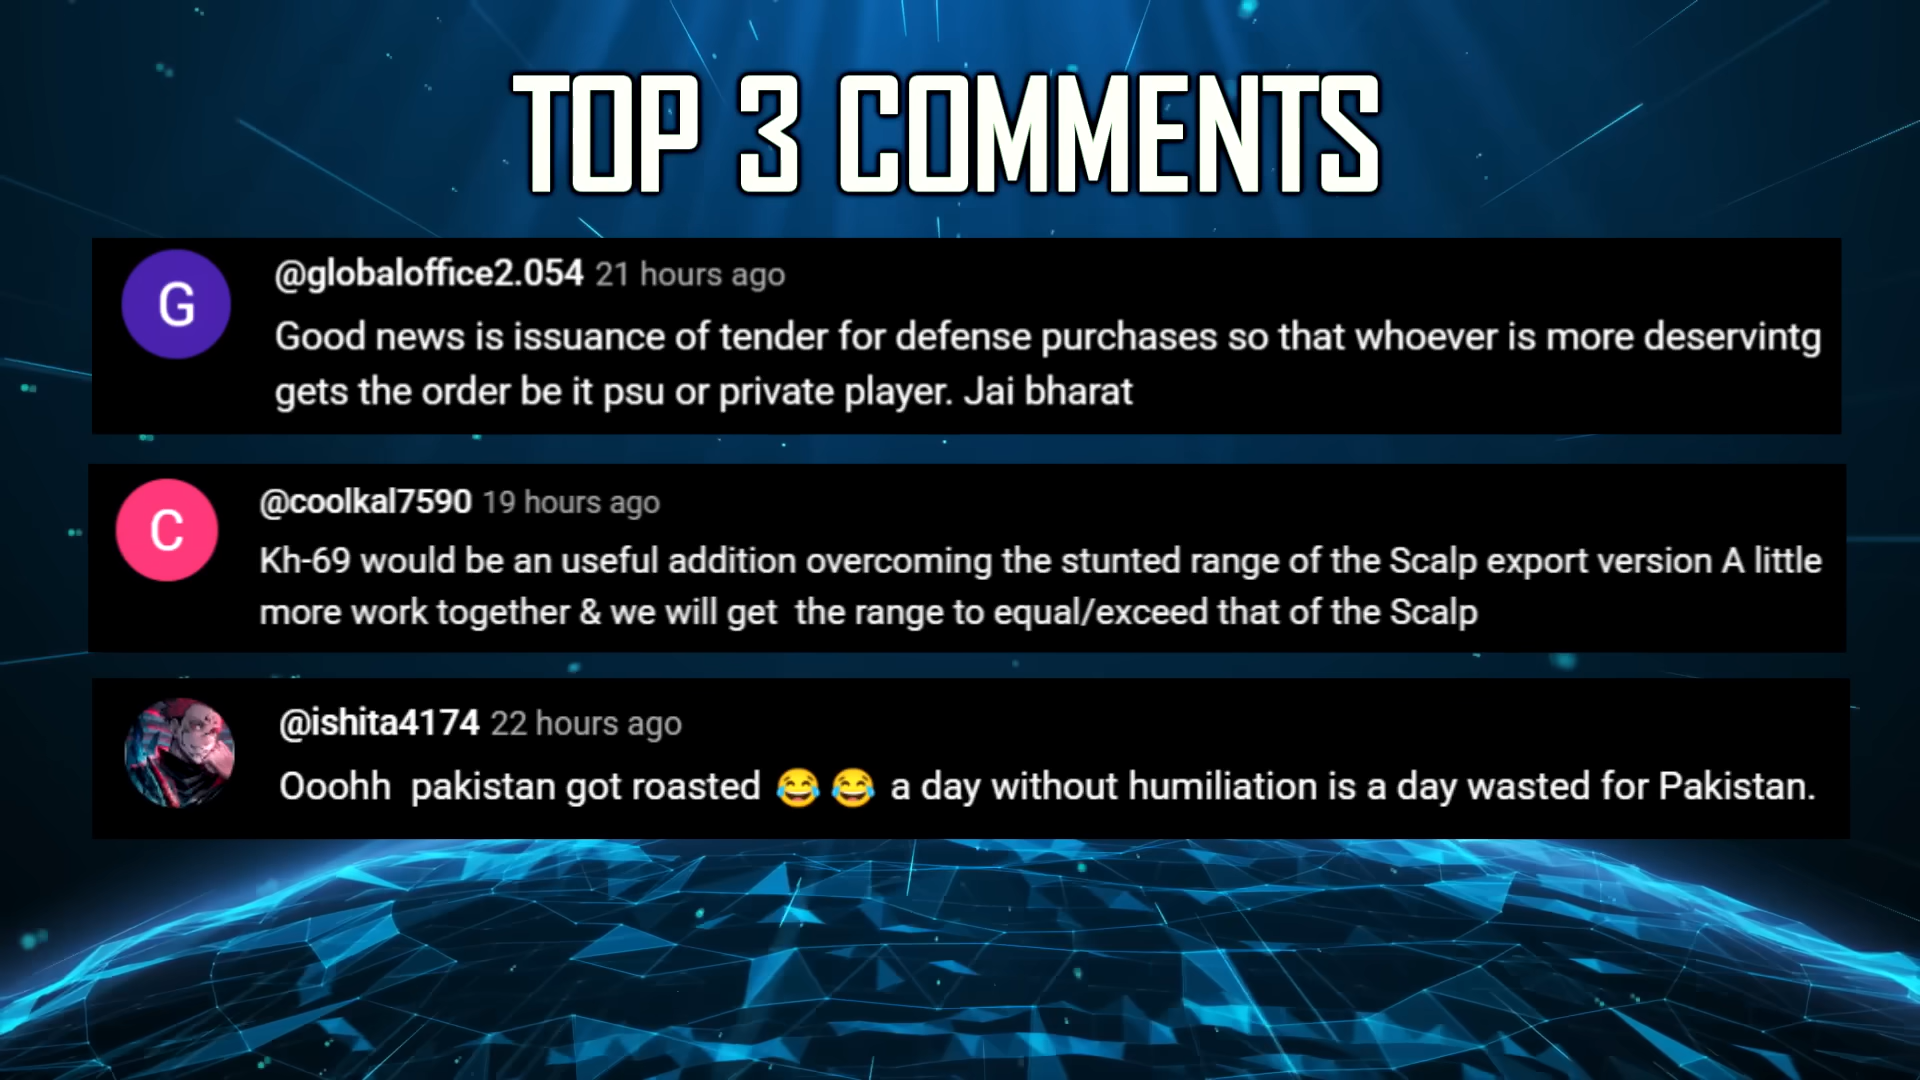 TOP 3 COMMENTS
G
@globaloffice2.054 21 hours ago
Good news is issuance of tender for defense purchases so that whoever is more deservintg
gets the order be it psu or private player. Jai bharat
C
@coolkal7590 19 hours ago
Kh-69 would be an useful addition overcoming the stunted range of the Scalp export version A little
more work together & we will get  the range to equal/exceed that of the Scalp
@ishita4174 22 hours ago
Ooohh  pakistan got roasted 😂😂 a day without humiliation is a day wasted for Pakistan.